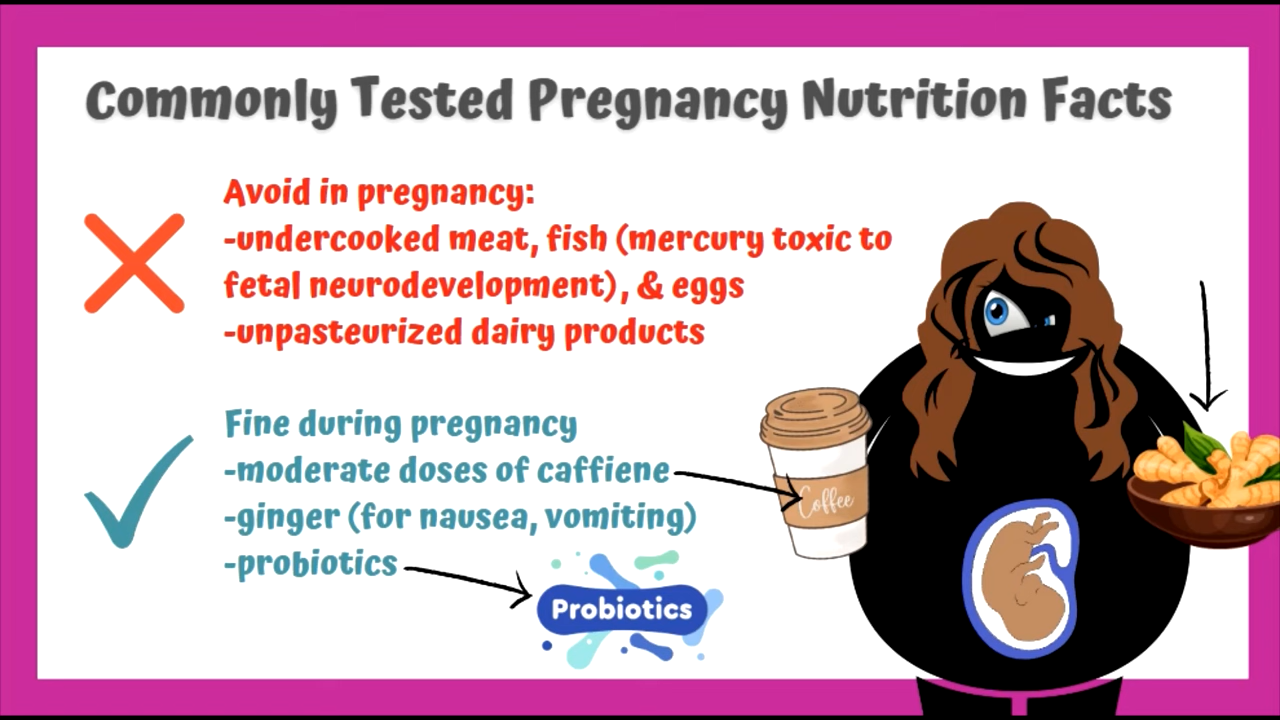 Commonly Tested Pregnancy Nutrition Facts
Avoid in pregnancy:
-undercooked meat, fish (mercury toxic to
fetal neurodevelopment), & eggs
-unpasteurized dairy products
Fine during pregnancy
-moderate doses of caffiene
Coffee
-ginger (for nausea, vomiting)
-probiotics
Probiotics